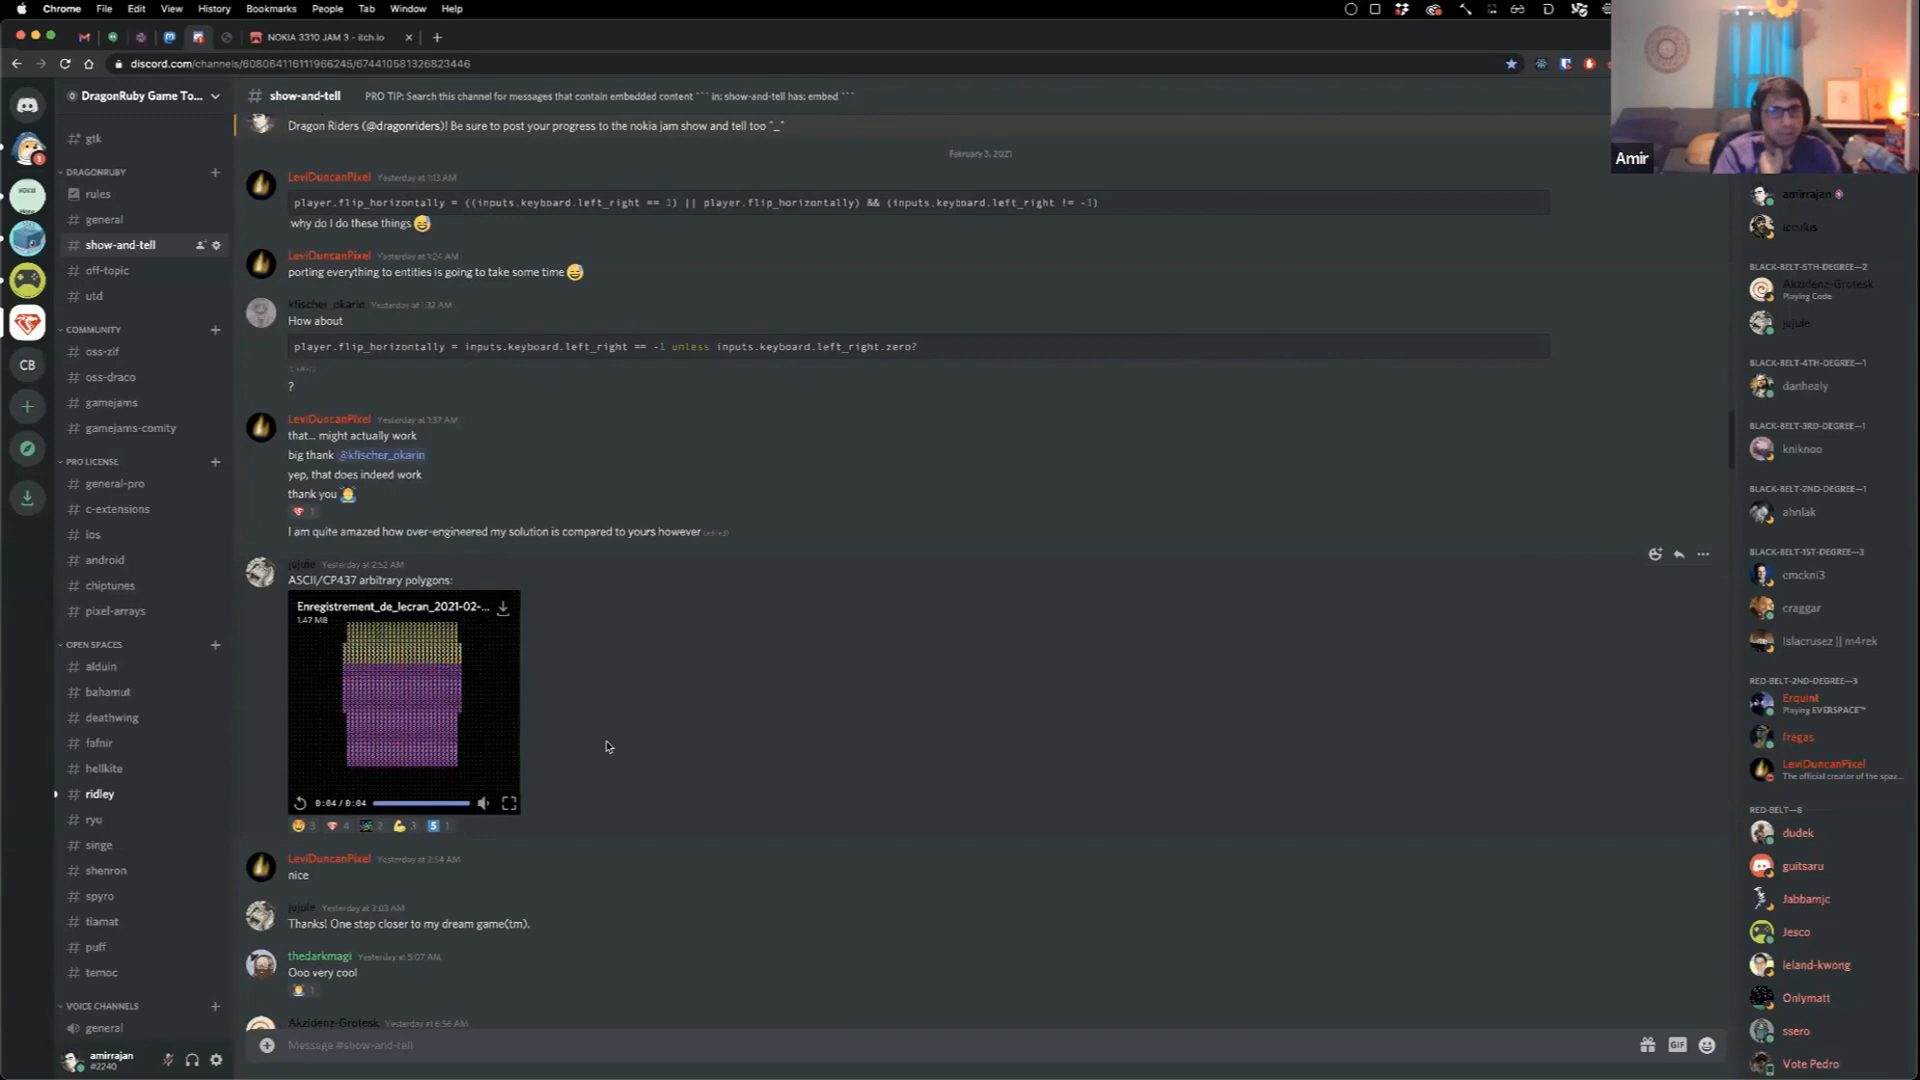 Chrome File Edit View History Bookmarks People Tab Window Help
NOKIA 3310 JAM 3 - itch.io
discord.com/channels/608064116111966245/674410581326823446
DragonRuby Game To...
show-and-tell
PRO TIP: Search this channel for messages that contain embedded content ``` in: show-and-tell has: embed ```
gtk
DRAGONRUBY
rules
general
show-and-tell
off-topic
utd
COMMUNITY
oss-zif
oss-draco
gamejams
gamejams-comity
PRO LICENSE
general-pro
c-extensions
ios
android
chiptunes
pixel-arrays
OPEN SPACES
alduin
bahamut
deathwing
fafnir
hellkite
ridley
ryu
singe
shenron
spyro
tiamat
puff
temoc
VOICE CHANNELS
general
amirrajan
#2240
CB
Dragon Riders (@dragonriders)! Be sure to post your progress to the nokia jam show and tell too ^_^
February 3, 2021
LeviDuncanPixel Yesterday at 1:13 AM
player.flip_horizontally = ((inputs.keyboard.left_right == 1) || player.flip_horizontally) && (inputs.keyboard.left_right != -1)
why do I do these things
LeviDuncanPixel Yesterday at 1:24 AM
porting everything to entities is going to take some time
kfischer_okarin Yesterday at 1:32 AM
How about
player.flip_horizontally = inputs.keyboard.left_right == -1 unless inputs.keyboard.left_right.zero?
?
LeviDuncanPixel Yesterday at 1:37 AM
that... might actually work
big thank @kfischer_okarin
yep, that does indeed work
thank you
1
I am quite amazed how over-engineered my solution is compared to yours however (edited)
jujule Yesterday at 2:52 AM
ASCII/CP437 arbitrary polygons:
Enregistrement_de_lecran_2021-02-...
1.47 MB
0:04 / 0:04
3 4 2 3 5 1
LeviDuncanPixel Yesterday at 2:54 AM
nice
jujule Yesterday at 3:03 AM
Thanks! One step closer to my dream game(tm).
thedarkmagi Yesterday at 5:07 AM
Ooo very cool
1
Akzidenz-Grotesk Yesterday at 6:56 AM
Message #show-and-tell
GIF
Amir
amirrajan
icculus
BLACK-BELT-5TH-DEGREE—2
Akzidenz-Grotesk
Playing Code
jujule
BLACK-BELT-4TH-DEGREE—1
danhealy
BLACK-BELT-3RD-DEGREE—1
kniknoo
BLACK-BELT-2ND-DEGREE—1
ahnlak
BLACK-BELT-1ST-DEGREE—3
cmckni3
craggar
Islacrusez || m4rek
RED-BELT-2ND-DEGREE—3
Erquint
Playing EVERSPACE™
fregas
LeviDuncanPixel
The official creator of the spac...
RED-BELT—8
dudek
guitsaru
Jabbamjc
Jesco
leland-kwong
Onlymatt
ssero
Vote Pedro